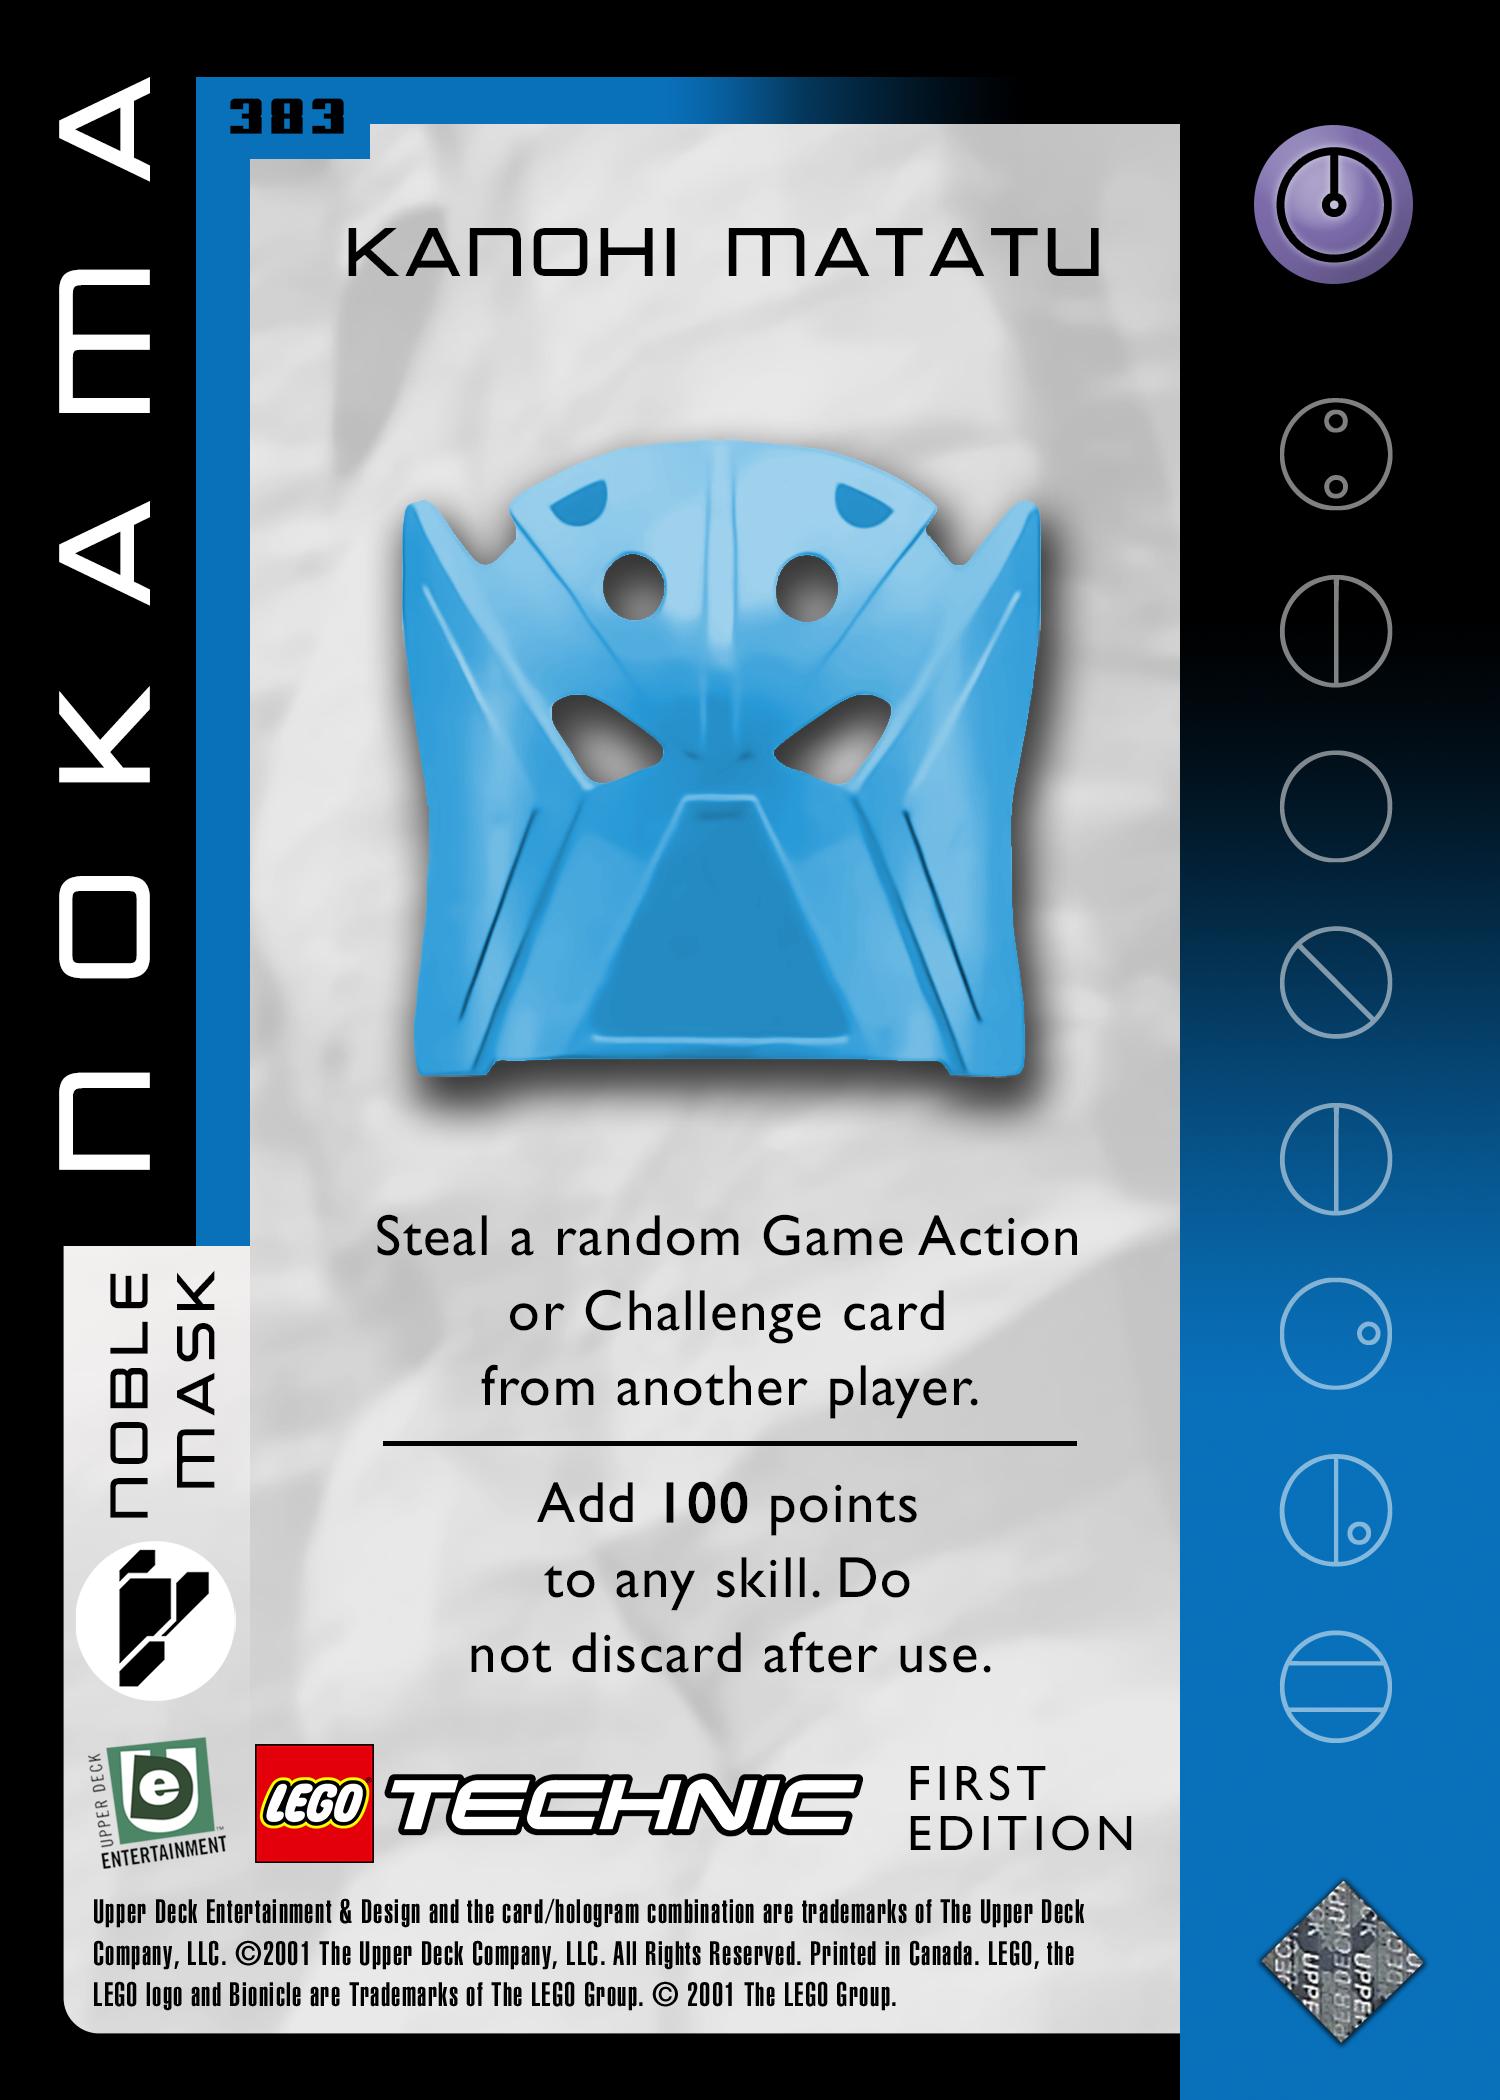 383
NOKAMA
KANOHI MATATU
Steal a random Game Action
or Challenge card
from another player.
Add 100 points
to any skill. Do
not discard after use.
NOBLE
MASK
UPPER DECK
e
ENTERTAINMENT
™
LEGO TECHNIC
FIRST
EDITION
Upper Deck Entertainment & Design and the card/hologram combination are trademarks of The Upper Deck
Company, LLC. ©2001 The Upper Deck Company, LLC. All Rights Reserved. Printed in Canada. LEGO, the
LEGO logo and Bionicle are Trademarks of The LEGO Group. © 2001 The LEGO Group.